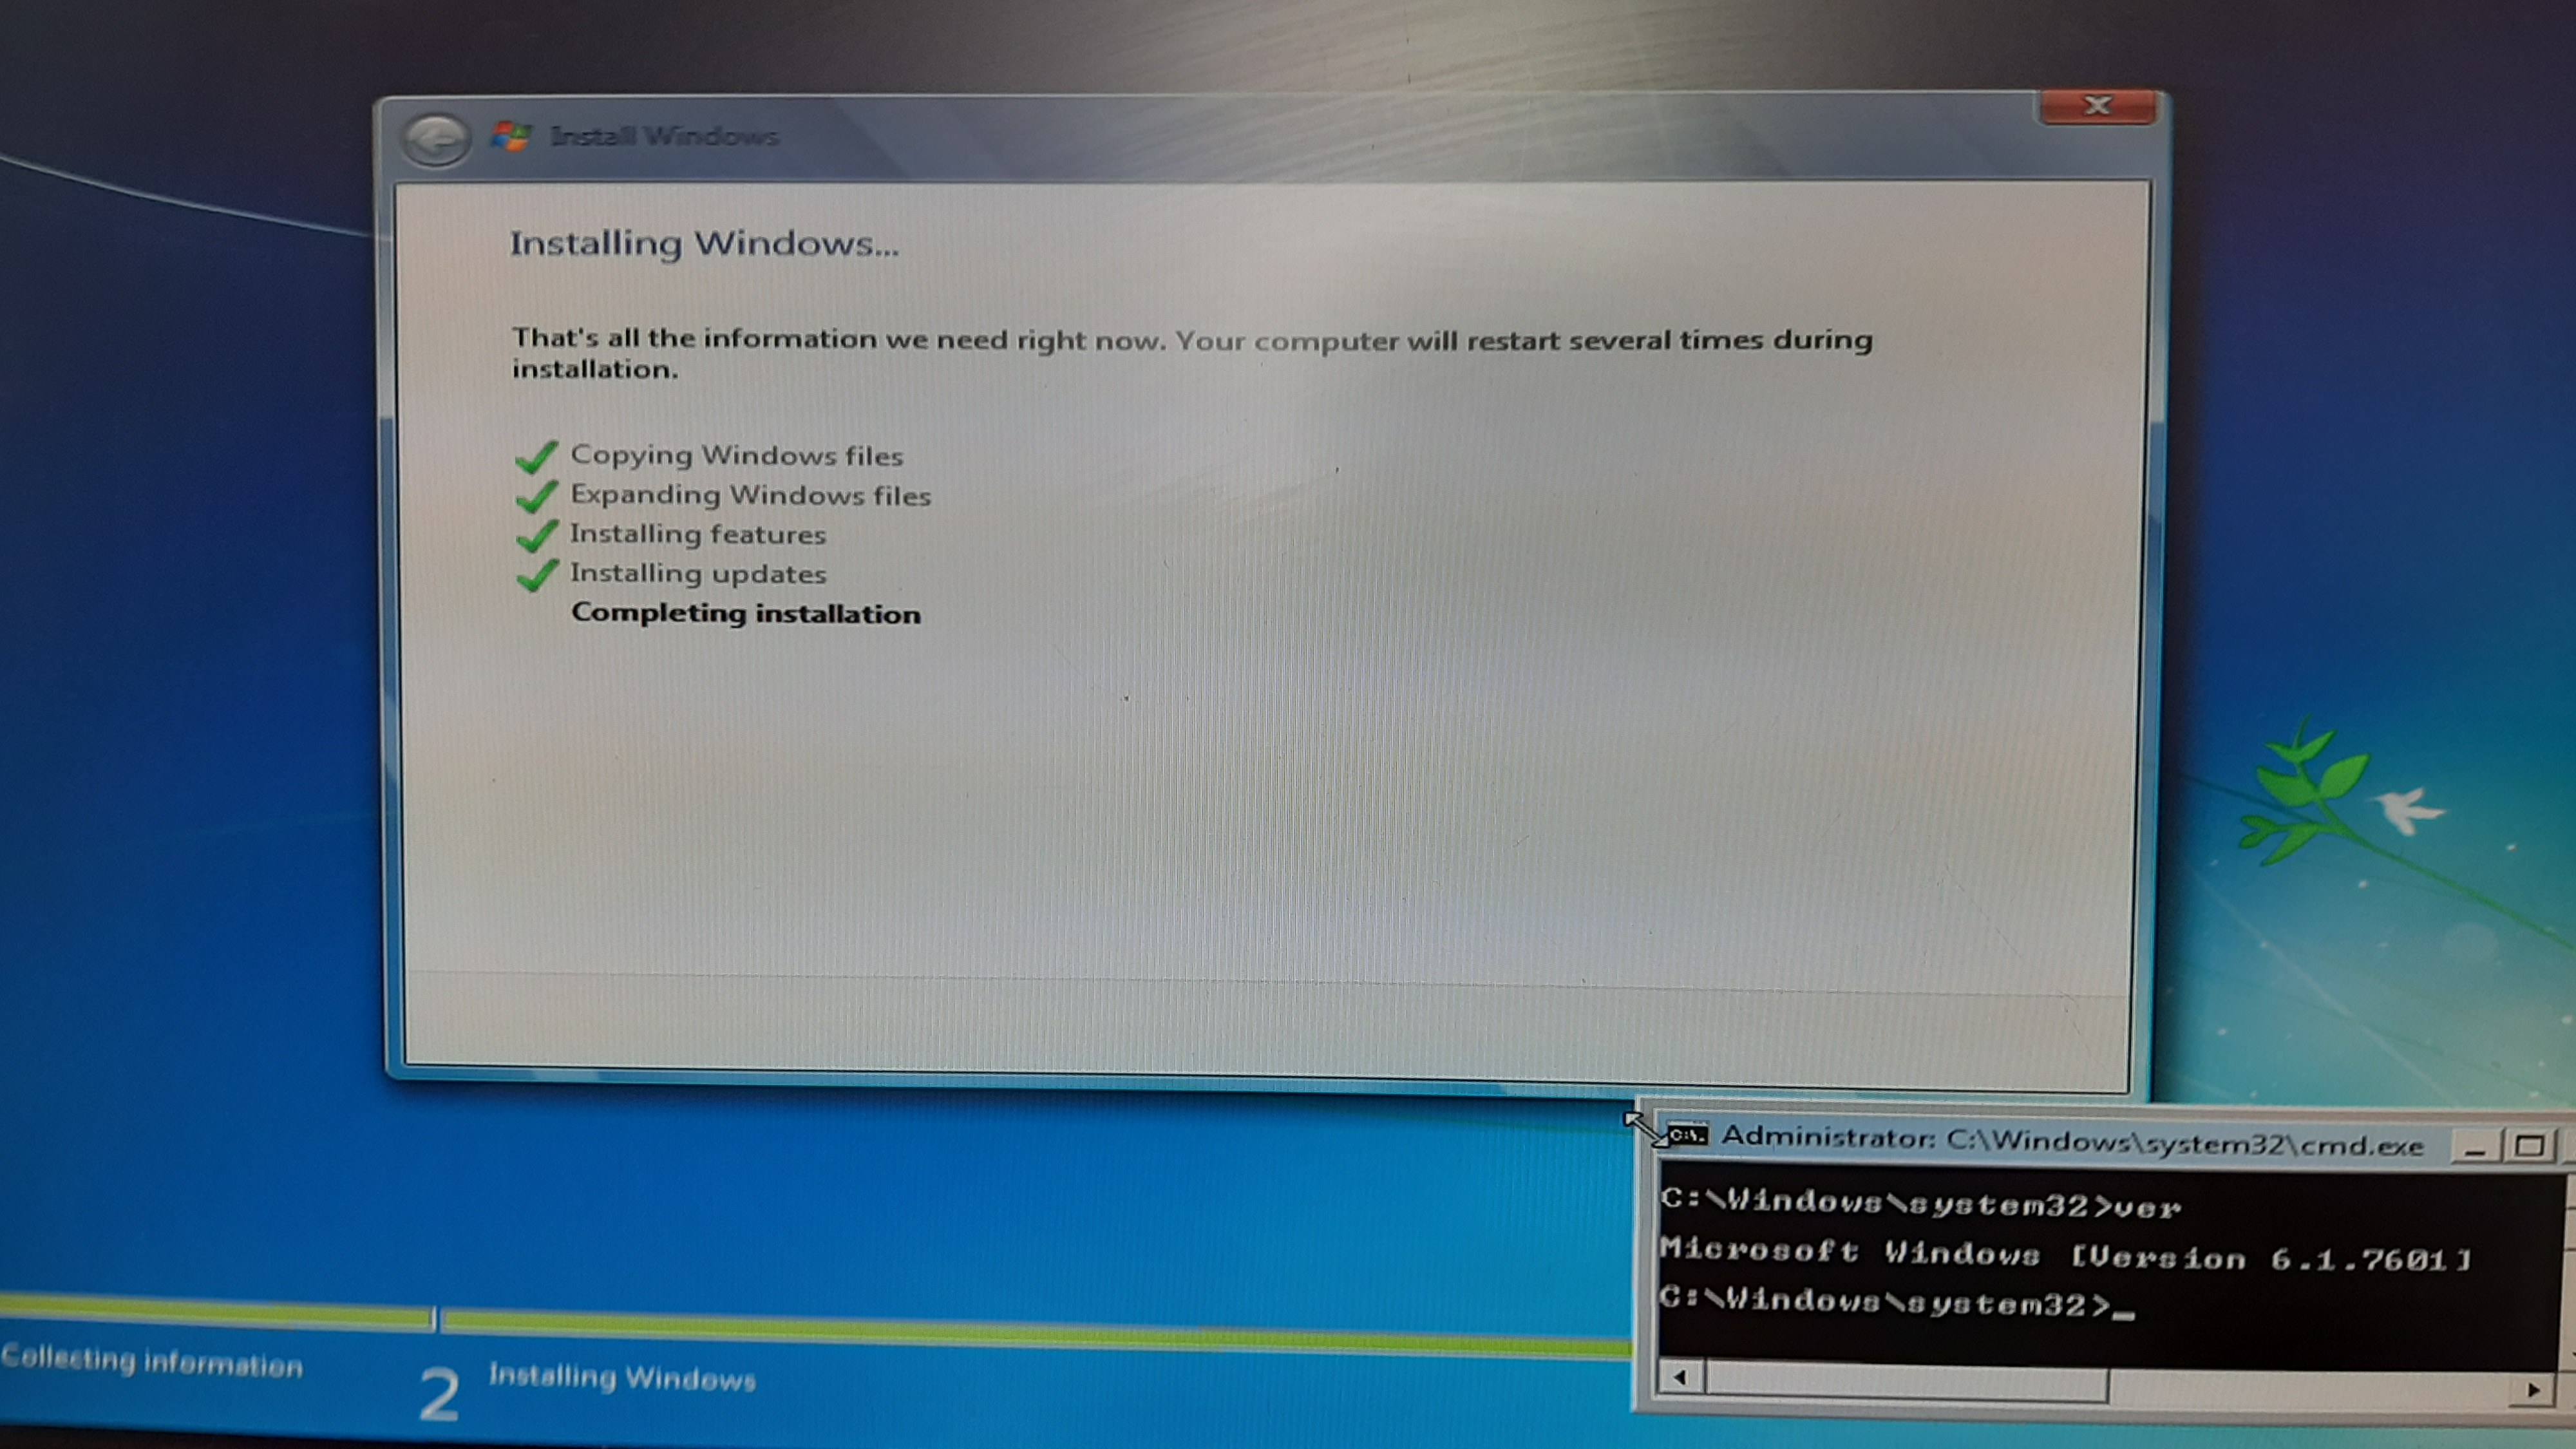 Install Windows
Installing Windows...
That's all the information we need right now. Your computer will restart several times during
installation.
Copying Windows files
Expanding Windows files
Installing features
Installing updates
Completing installation
C:\.
Administrator: C:\Windows\system32\cmd.exe
C:\Windows\system32>ver
Microsoft Windows [Version 6.1.7601]
C:\Windows\system32>_
Collecting information
2 Installing Windows